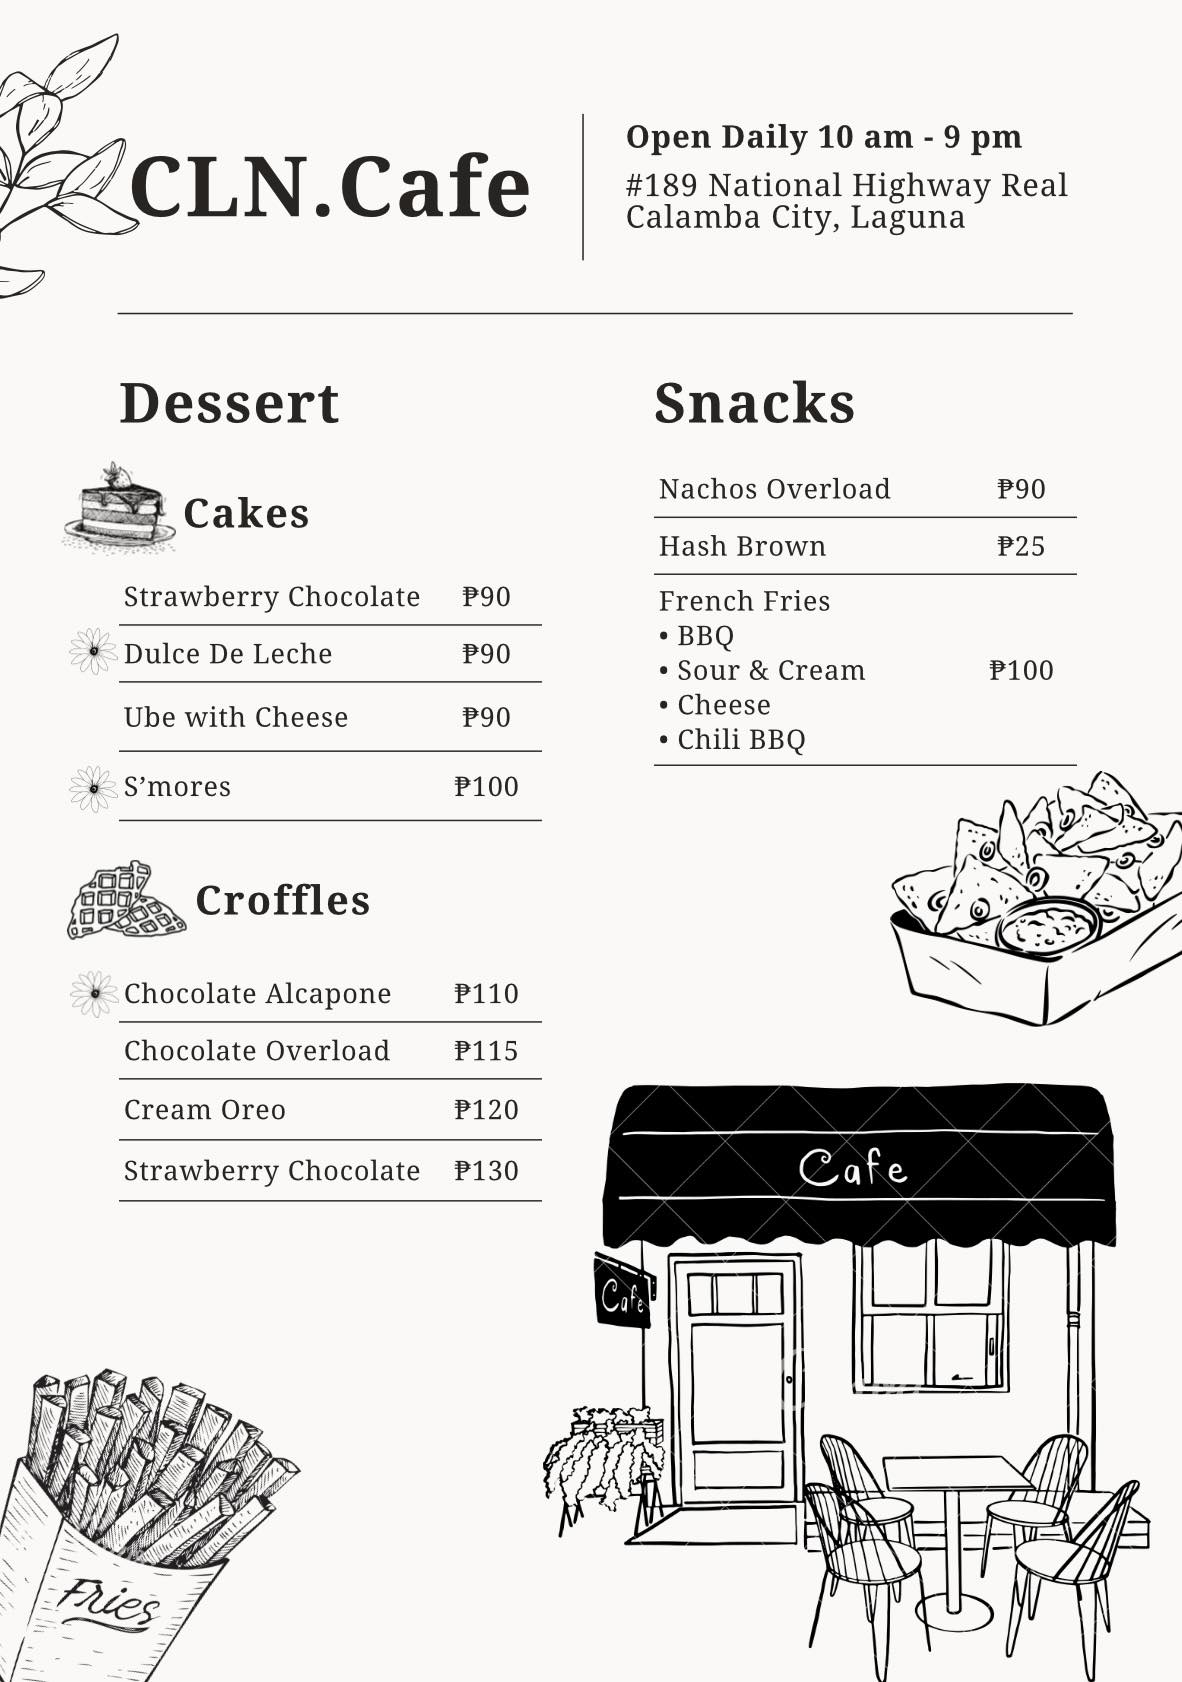 CLN.Cafe
Open Daily 10 am - 9 pm
#189 National Highway Real
Calamba City, Laguna
Dessert
Cakes
Strawberry Chocolate ₱90
Dulce De Leche ₱90
Ube with Cheese ₱90
S’mores ₱100
Croffles
Chocolate Alcapone ₱110
Chocolate Overload ₱115
Cream Oreo ₱120
Strawberry Chocolate ₱130
Snacks
Nachos Overload ₱90
Hash Brown ₱25
French Fries
• BBQ
• Sour & Cream ₱100
• Cheese
• Chili BBQ
Cafe
Cafe
Fries